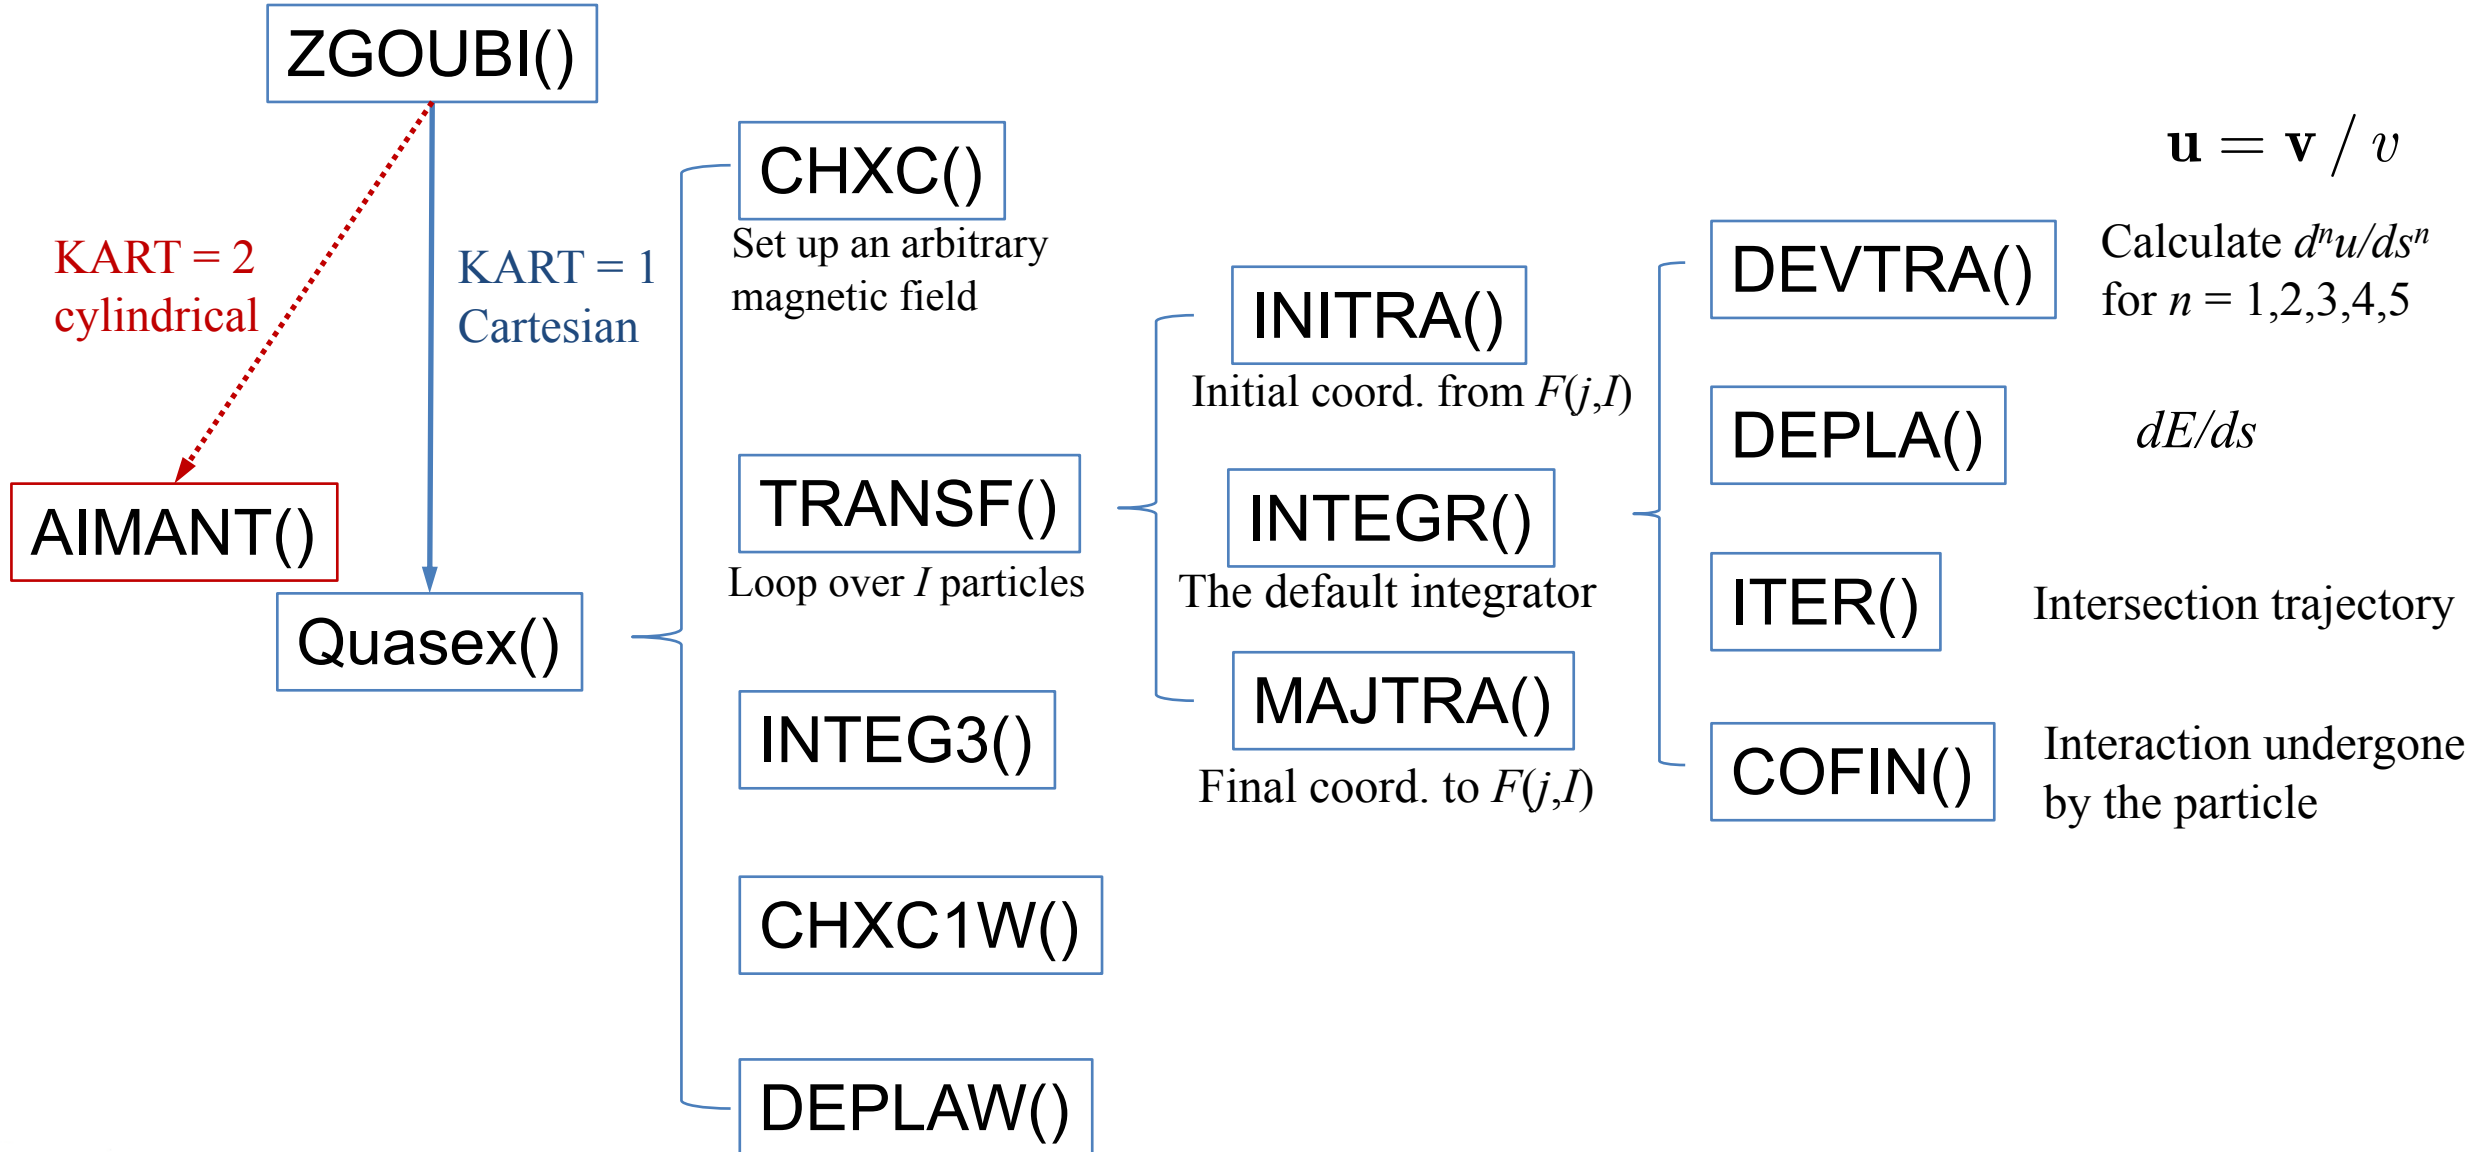 ZGOUBI()
KART = 2
cylindrical
KART = 1
Cartesian
AIMANT()
Quasex()
CHXC()
Set up an arbitrary
magnetic field
TRANSF()
Loop over I particles
INTEG3()
CHXC1W()
DEPLAW()
INITRA()
Initial coord. from F(j,I)
INTEGR()
The default integrator
MAJTRA()
Final coord. to F(j,I)
u = v / v
DEVTRA()
Calculate dⁿu/dsⁿ
for n = 1,2,3,4,5
DEPLA()
dE/ds
ITER()
Intersection trajectory
COFIN()
Interaction undergone
by the particle